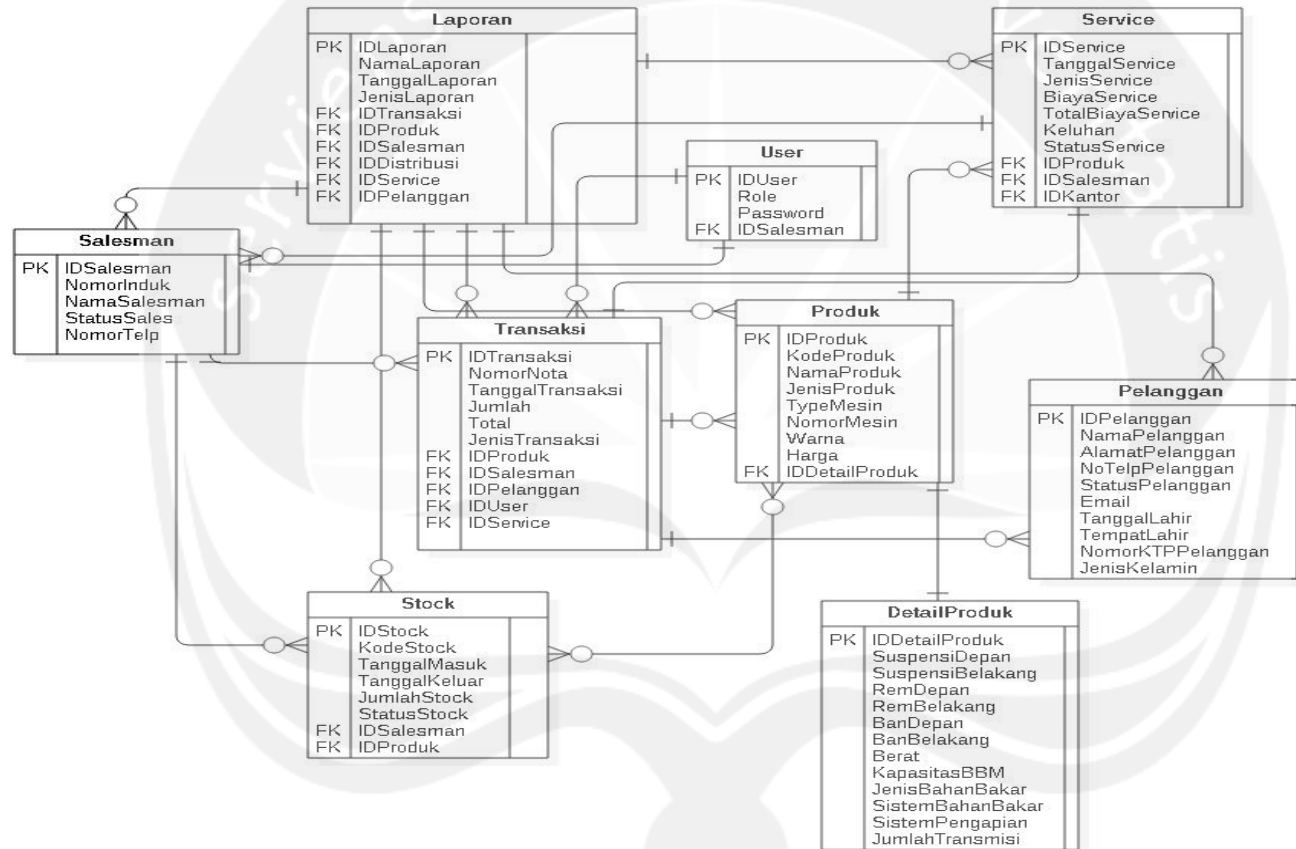 Laporan
PK IDLaporan
NamaLaporan
TanggalLaporan
JenisLaporan
FK IDTransaksi
FK IDProduk
FK IDSalesman
FK IDDistribusi
FK IDService
FK IDPelanggan
Service
PK IDService
TanggalService
JenisService
BiayaService
TotalBiayaService
Keluhan
StatusService
FK IDProduk
FK IDSalesman
FK IDKantor
User
PK IDUser
Role
Password
FK IDSalesman
Salesman
PK IDSalesman
NomorInduk
NamaSalesman
StatusSales
NomorTelp
Transaksi
PK IDTransaksi
NomorNota
TanggalTransaksi
Jumlah
Total
JenisTransaksi
FK IDProduk
FK IDSalesman
FK IDPelanggan
FK IDUser
FK IDService
Produk
PK IDProduk
KodeProduk
NamaProduk
JenisProduk
TypeMesin
NomorMesin
Warna
Harga
FK IDDetailProduk
Pelanggan
PK IDPelanggan
NamaPelanggan
AlamatPelanggan
NoTelpPelanggan
StatusPelanggan
Email
TanggalLahir
TempatLahir
NomorKTPPelanggan
JenisKelamin
Stock
PK IDStock
KodeStock
TanggalMasuk
TanggalKeluar
JumlahStock
StatusStock
FK IDSalesman
FK IDProduk
DetailProduk
PK IDDetailProduk
SuspensiDepan
SuspensiBelakang
RemDepan
RemBelakang
BanDepan
BanBelakang
Berat
KapasitasBBM
JenisBahanBakar
SistemBahanBakar
SistemPengapian
JumlahTransmisi